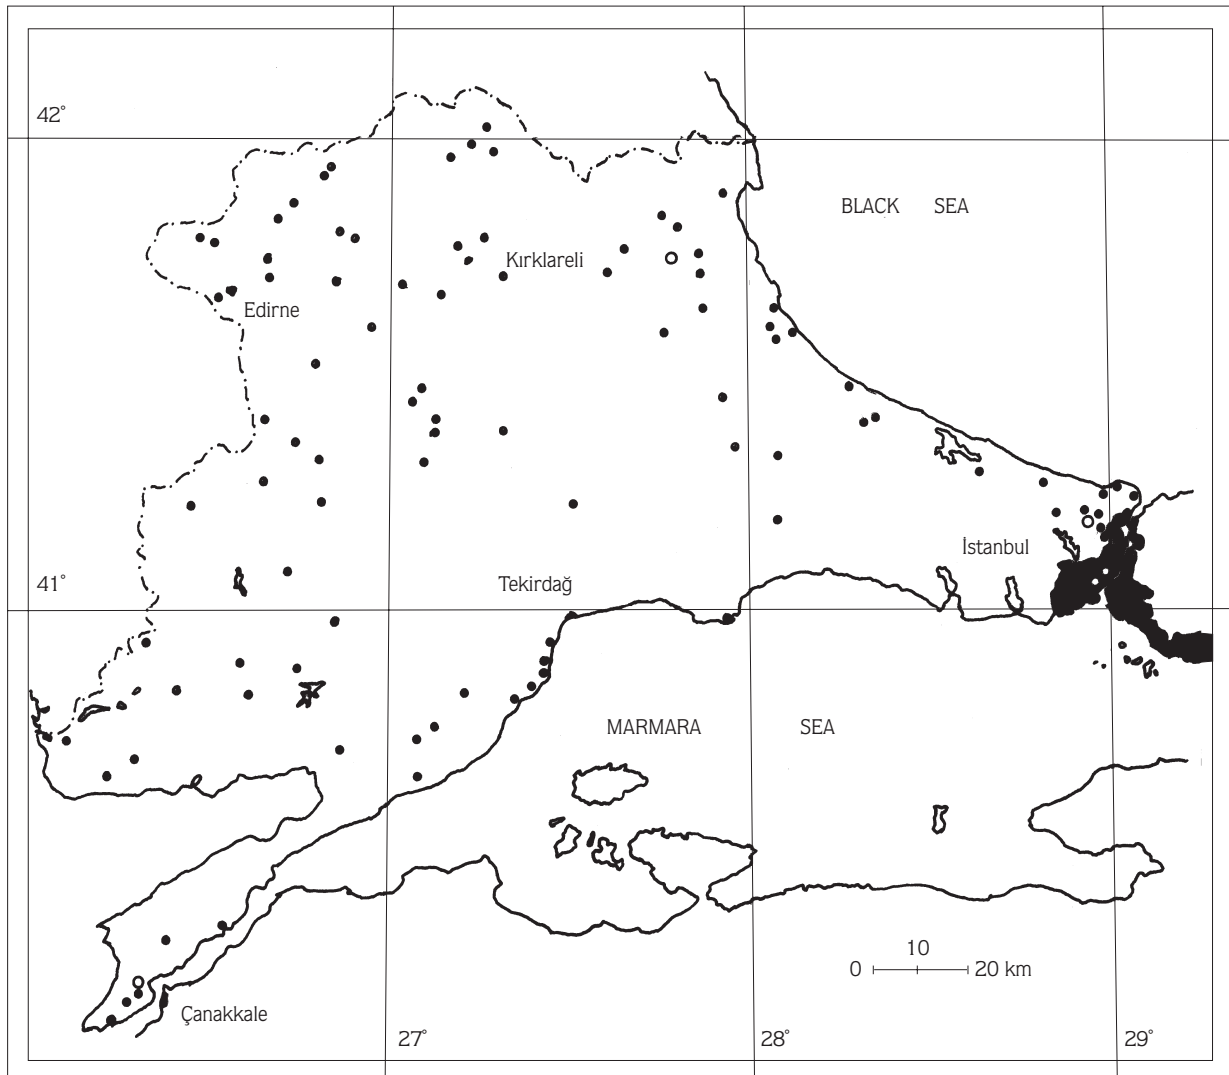 42°
BLACK SEA
Kırklareli
Edirne
İstanbul
41°
Tekirdağ
MARMARA SEA
10
0 20 km
Çanakkale
27° 28° 29°